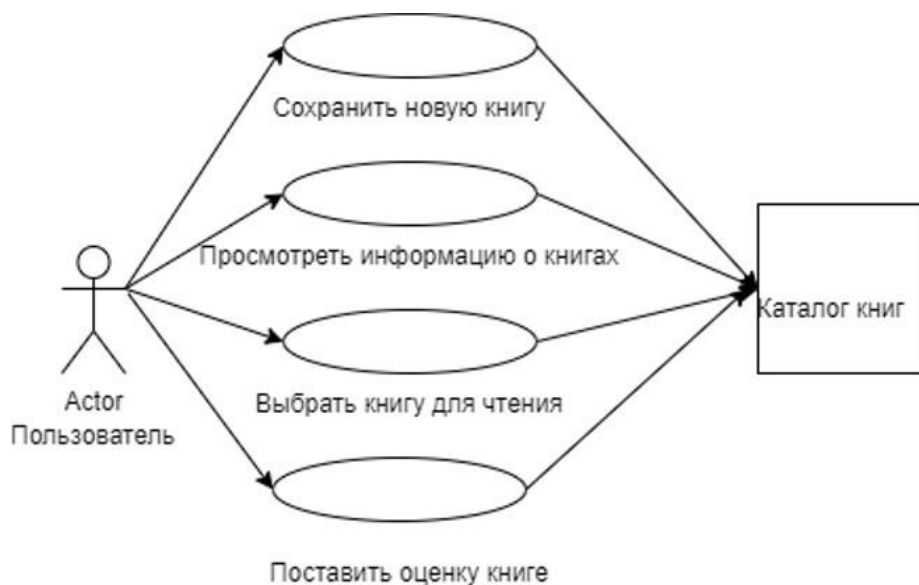 Сохранить новую книгу
Просмотреть информацию о книгах
Каталог книг
Actor
Пользователь
Выбрать книгу для чтения
Поставить оценку книге